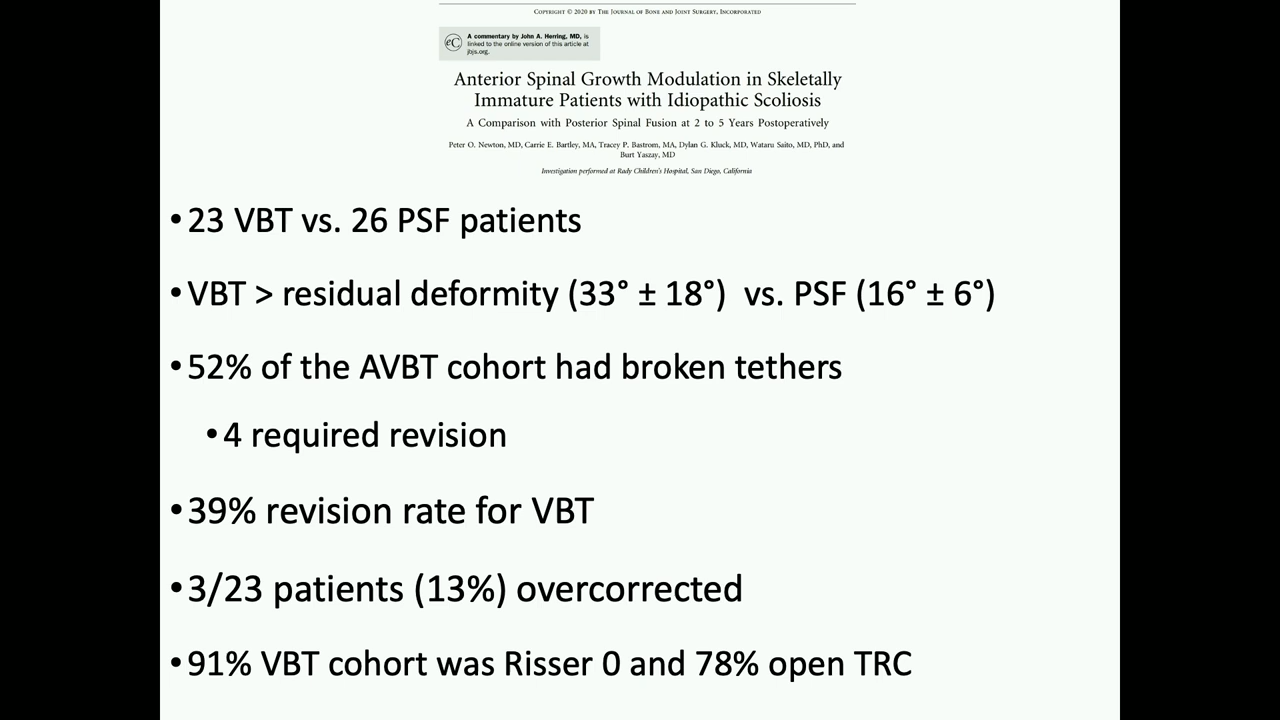 COPYRIGHT © 2020 BY THE JOURNAL OF BONE AND JOINT SURGERY, INCORPORATED
eC
A commentary by John A. Herring, MD, is
linked to the online version of this article at
jbjs.org.
Anterior Spinal Growth Modulation in Skeletally
Immature Patients with Idiopathic Scoliosis
A Comparison with Posterior Spinal Fusion at 2 to 5 Years Postoperatively
Peter O. Newton, MD, Carrie E. Bartley, MA, Tracey P. Bastrom, MA, Dylan G. Kluck, MD, Wataru Saito, MD, PhD, and
Burt Yaszay, MD
Investigation performed at Rady Children's Hospital, San Diego, California
• 23 VBT vs. 26 PSF patients
• VBT > residual deformity (33° ± 18°) vs. PSF (16° ± 6°)
• 52% of the AVBT cohort had broken tethers
• 4 required revision
• 39% revision rate for VBT
• 3/23 patients (13%) overcorrected
• 91% VBT cohort was Risser 0 and 78% open TRC